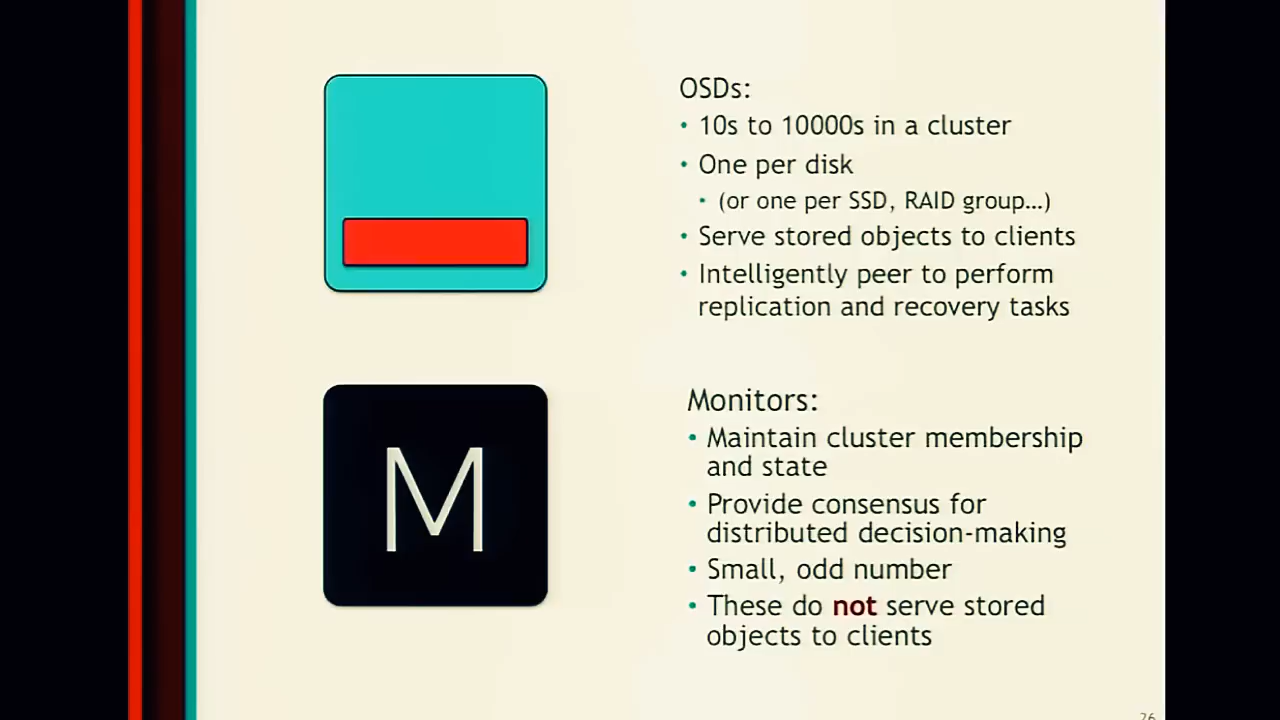 OSDs:
• 10s to 10000s in a cluster
• One per disk
• (or one per SSD, RAID group…)
• Serve stored objects to clients
• Intelligently peer to perform
replication and recovery tasks
M
Monitors:
• Maintain cluster membership
and state
• Provide consensus for
distributed decision-making
• Small, odd number
• These do not serve stored
objects to clients